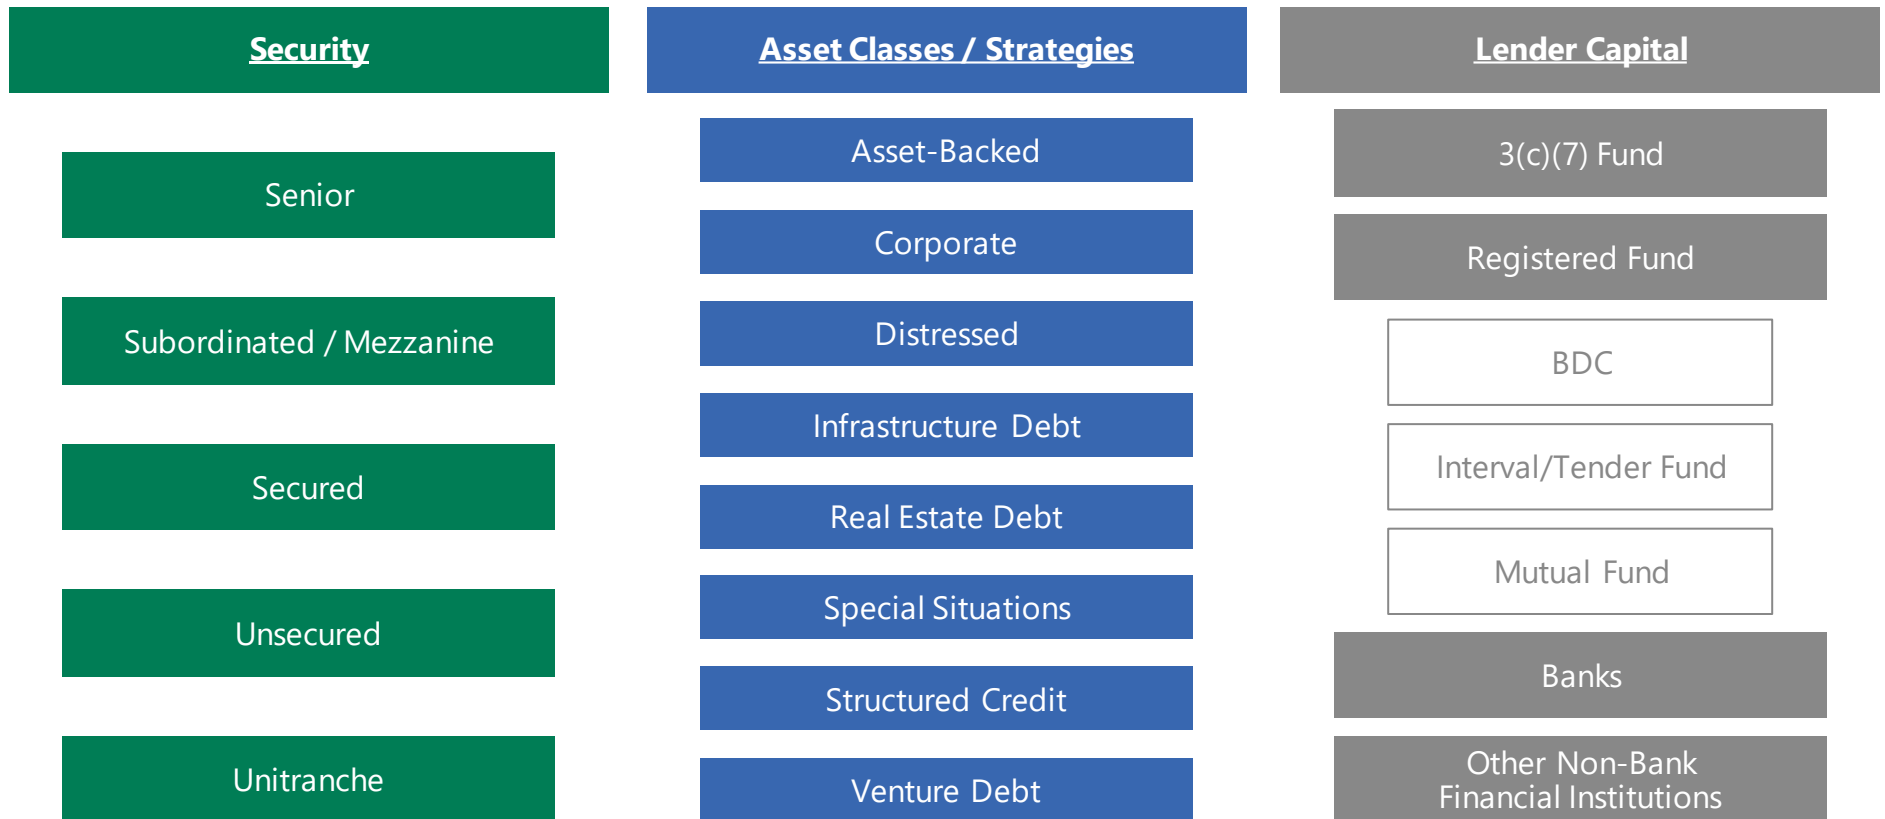 Security
Senior
Subordinated / Mezzanine
Secured
Unsecured
Unitranche
Asset Classes / Strategies
Asset-Backed
Corporate
Distressed
Infrastructure Debt
Real Estate Debt
Special Situations
Structured Credit
Venture Debt
Lender Capital
3(c)(7) Fund
Registered Fund
BDC
Interval/Tender Fund
Mutual Fund
Banks
Other Non-Bank
Financial Institutions